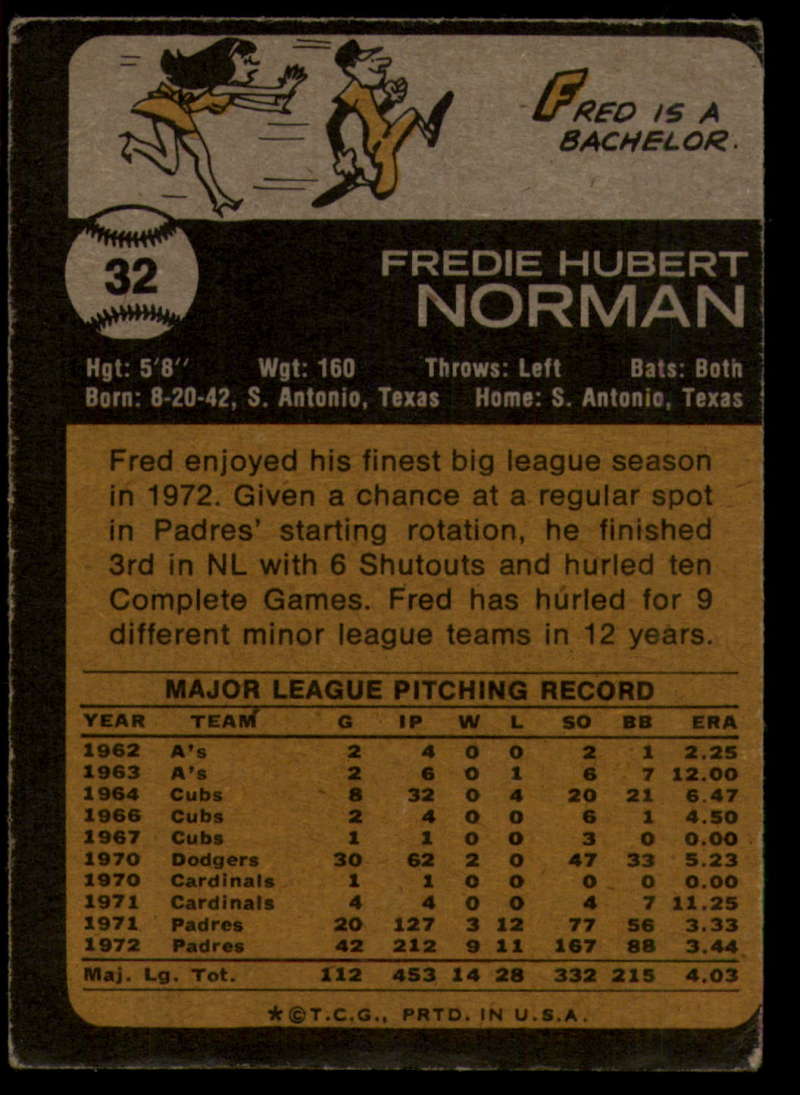 FRED IS A
BACHELOR.
32
FREDIE HUBERT
NORMAN
Hgt: 5'8" Wgt: 160 Throws: Left Bats: Both
Born: 8-20-42, S. Antonio, Texas Home: S. Antonio, Texas
Fred enjoyed his finest big league season
in 1972. Given a chance at a regular spot
in Padres' starting rotation, he finished
3rd in NL with 6 Shutouts and hurled ten
Complete Games. Fred has hurled for 9
different minor league teams in 12 years.
MAJOR LEAGUE PITCHING RECORD
YEAR TEAM G IP W L SO BB ERA
1962 A's 2 4 0 0 2 1 2.25
1963 A's 2 6 0 1 6 7 12.00
1964 Cubs 8 32 0 4 20 21 6.47
1966 Cubs 2 4 0 0 6 1 4.50
1967 Cubs 1 1 0 0 3 0 0.00
1970 Dodgers 30 62 2 0 47 33 5.23
1970 Cardinals 1 1 0 0 0 0 0.00
1971 Cardinals 4 4 0 0 4 7 11.25
1971 Padres 20 127 3 12 77 56 3.33
1972 Padres 42 212 9 11 167 88 3.44
Maj. Lg. Tot. 112 453 14 28 332 215 4.03
*©T.C.G., PRTD. IN U.S.A.